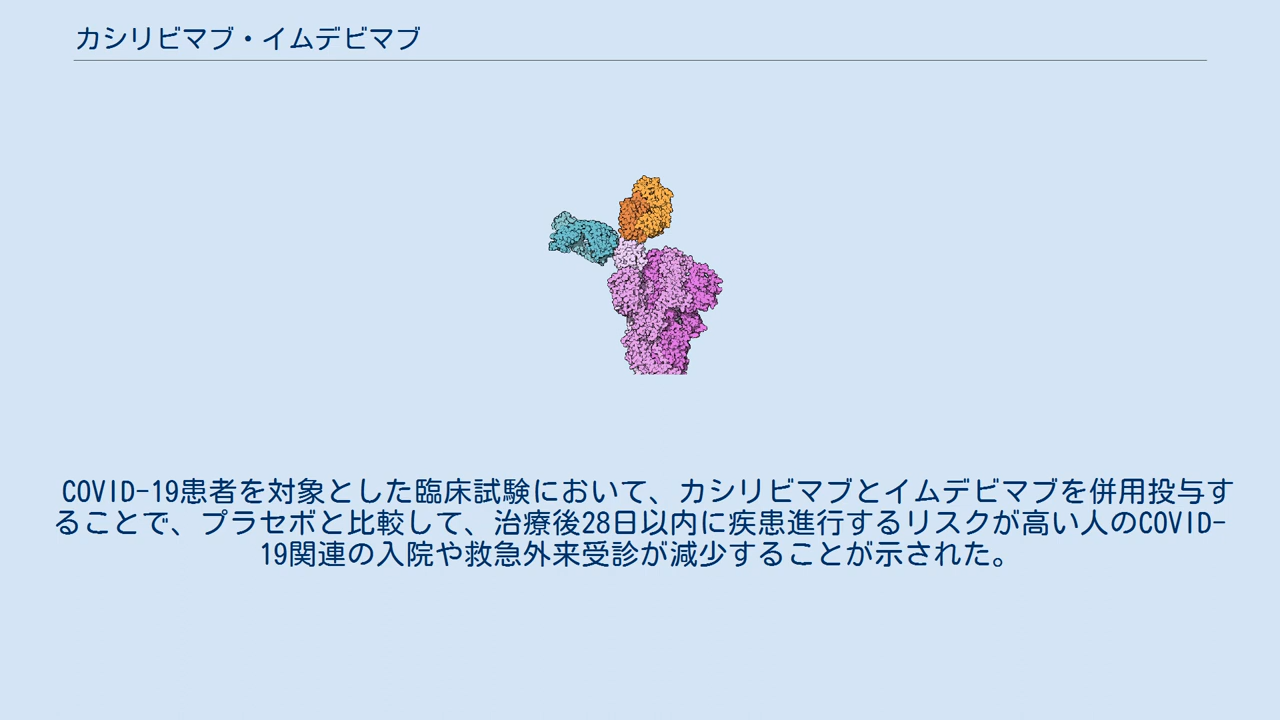 カシリビマブ・イムデビマブ
COVID-19患者を対象とした臨床試験において、カシリビマブとイムデビマブを併用投与す
ることで、プラセボと比較して、治療後28日以内に疾患進行するリスクが高い人のCOVID-
19関連の入院や救急外来受診が減少することが示された。